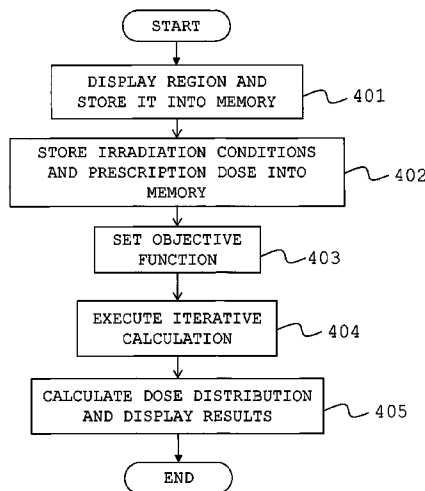 START
DISPLAY REGION AND
STORE IT INTO MEMORY
401
STORE IRRADIATION CONDITIONS
AND PRESCRIPTION DOSE INTO
MEMORY
402
SET OBJECTIVE
FUNCTION
403
EXECUTE ITERATIVE
CALCULATION
404
CALCULATE DOSE DISTRIBUTION
AND DISPLAY RESULTS
405
END